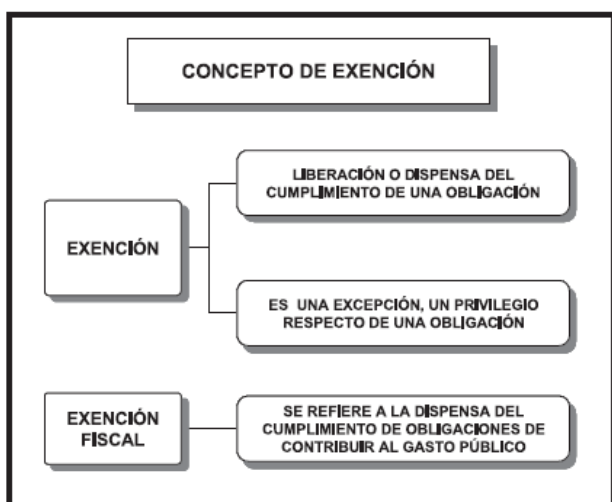 CONCEPTO DE EXENCIÓN
LIBERACIÓN O DISPENSA DEL
CUMPLIMIENTO DE UNA OBLIGACIÓN
EXENCIÓN
ES UNA EXCEPCIÓN, UN PRIVILEGIO
RESPECTO DE UNA OBLIGACIÓN
EXENCIÓN
FISCAL
SE REFIERE A LA DISPENSA DEL
CUMPLIMIENTO DE OBLIGACIONES DE
CONTRIBUIR AL GASTO PÚBLICO